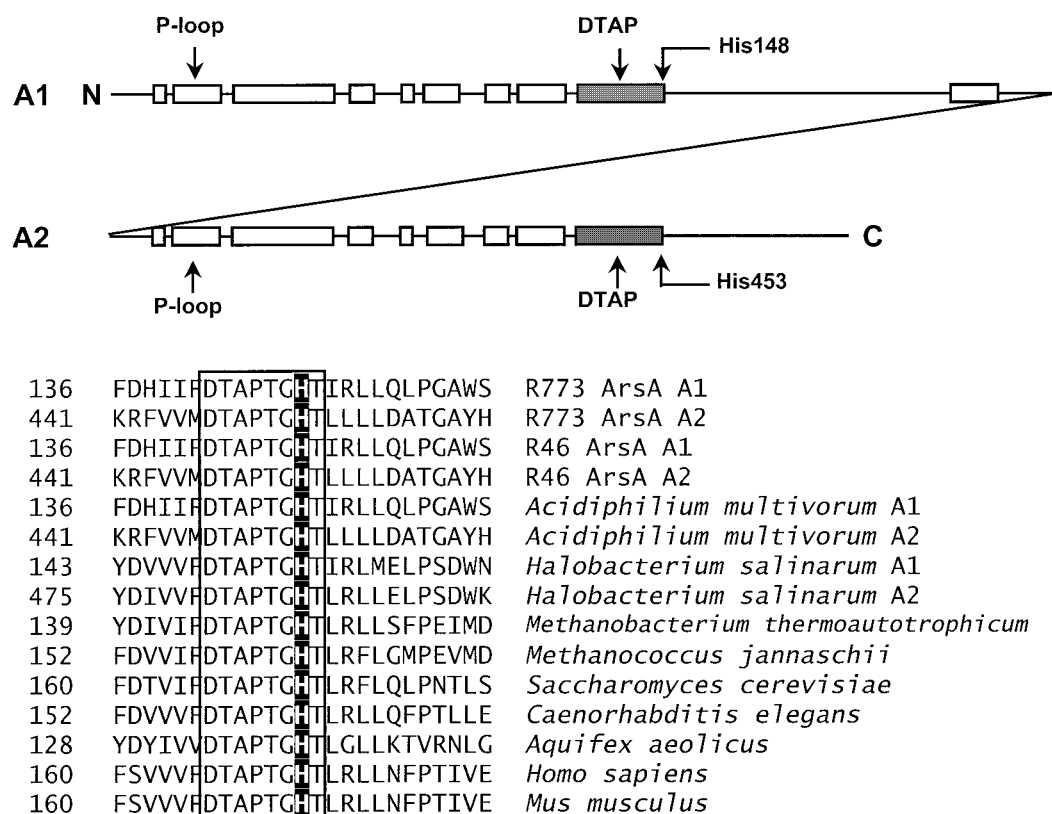 P-loop DTAP His148
A1 N
A2 C
P-loop DTAP His453
136 FDHIIFDTAPTGHTIRLLQLPGAWS R773 ArsA A1
441 KRFVVMDTAPTGHTLLLLDATGAYH R773 ArsA A2
136 FDHIIFDTAPTGHTIRLLQLPGAWS R46 ArsA A1
441 KRFVVMDTAPTGHTLLLLDATGAYH R46 ArsA A2
136 FDHIIFDTAPTGHTIRLLQLPGAWS Acidiphilium multivorum A1
441 KRFVVMDTAPTGHTLLLLDATGAYH Acidiphilium multivorum A2
143 YDVVVFDTAPTGHTIRLMELPSDWN Halobacterium salinarum A1
475 YDIVVFDTAPTGHTLRLLELPSDWK Halobacterium salinarum A2
139 YDIVIFDTAPTGHTLRLLSFPEIMD Methanobacterium thermoautotrophicum
152 FDVVIFDTAPTGHTLRFLGMPEVMD Methanococcus jannaschii
160 FDTVIFDTAPTGHTLRFLQLPNTLS Saccharomyces cerevisiae
152 FDVVVFDTAPTGHTLRLLQFPTLLE Caenorhabditis elegans
128 YDYIVVDTAPTGHTLGLLKTVRNLG Aquifex aeolicus
160 FSVVVFDTAPTGHTLRLLNFPTIVE Homo sapiens
160 FSVVVFDTAPTGHTLRLLNFPTIVE Mus musculus